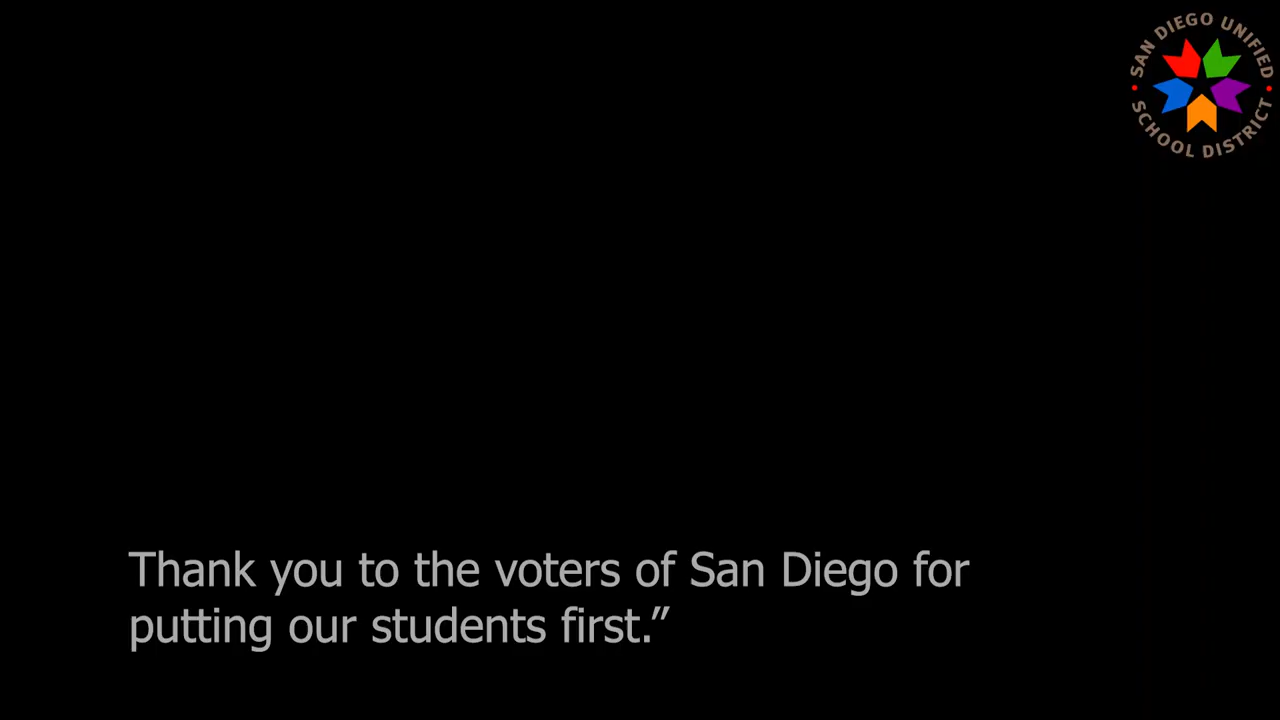 SAN DIEGO UNIFIED
SCHOOL DISTRICT
Thank you to the voters of San Diego for
putting our students first.”